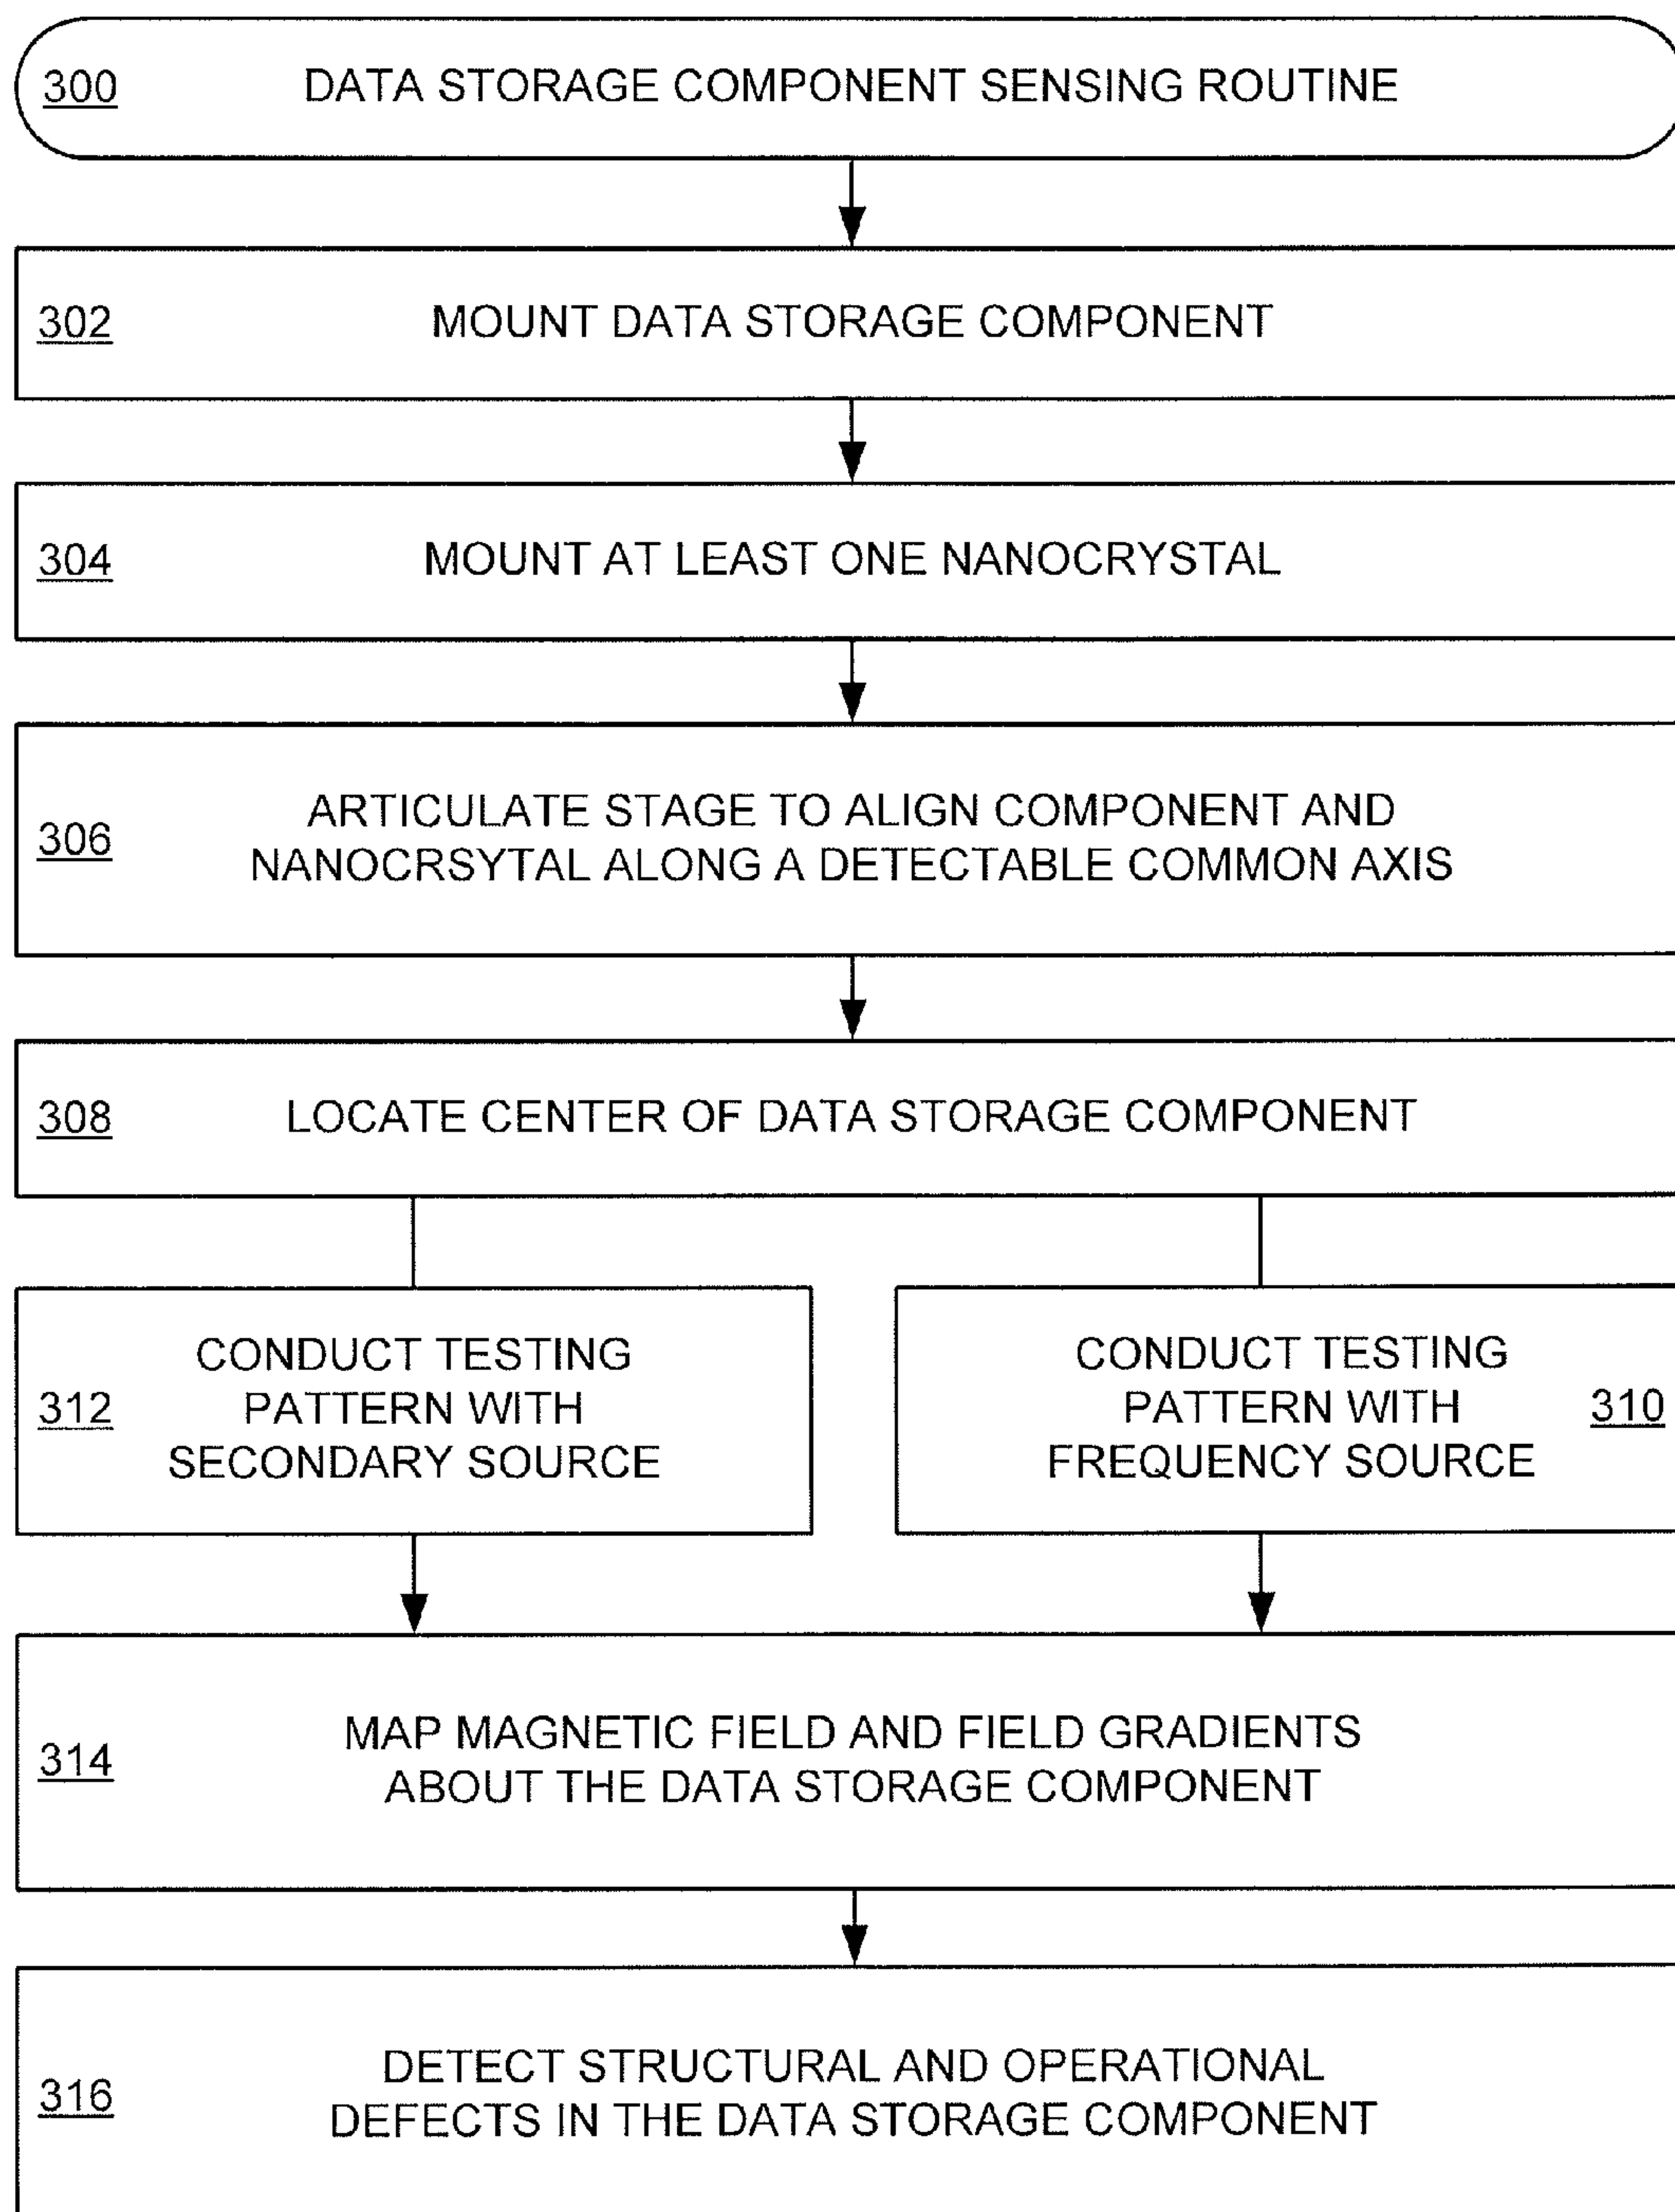 300 DATA STORAGE COMPONENT SENSING ROUTINE
302 MOUNT DATA STORAGE COMPONENT
304 MOUNT AT LEAST ONE NANOCRYSTAL
306
ARTICULATE STAGE TO ALIGN COMPONENT AND
NANOCRSYTAL ALONG A DETECTABLE COMMON AXIS
308 LOCATE CENTER OF DATA STORAGE COMPONENT
312
CONDUCT TESTING
PATTERN WITH
SECONDARY SOURCE
CONDUCT TESTING
PATTERN WITH
FREQUENCY SOURCE
310
314
MAP MAGNETIC FIELD AND FIELD GRADIENTS
ABOUT THE DATA STORAGE COMPONENT
316
DETECT STRUCTURAL AND OPERATIONAL
DEFECTS IN THE DATA STORAGE COMPONENT